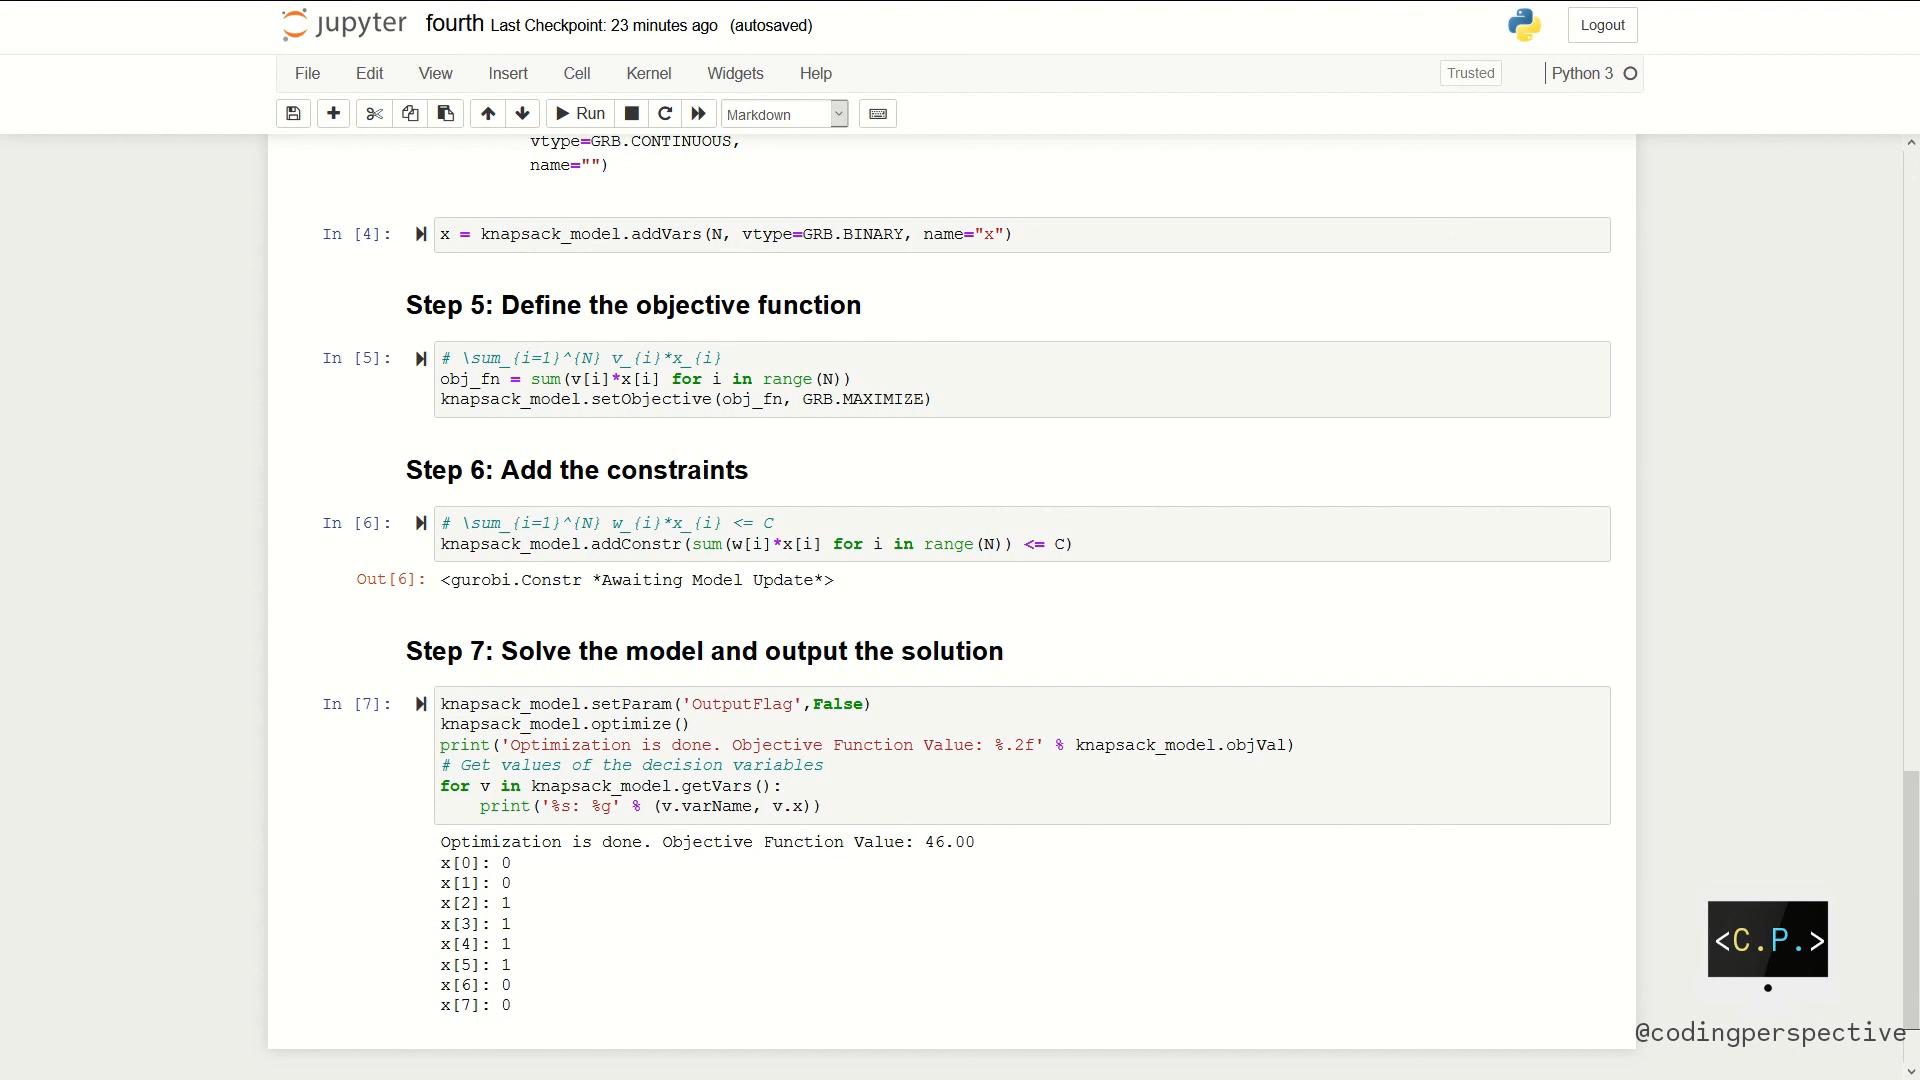 jupyter fourth Last Checkpoint: 23 minutes ago (autosaved) Logout
File Edit View Insert Cell Kernel Widgets Help Trusted Python 3
Run Markdown
vtype=GRB.CONTINUOUS,
name="")
In [4]: x = knapsack_model.addVars(N, vtype=GRB.BINARY, name="x")
Step 5: Define the objective function
In [5]: # \sum_{i=1}^{N} v_{i}*x_{i}
obj_fn = sum(v[i]*x[i] for i in range(N))
knapsack_model.setObjective(obj_fn, GRB.MAXIMIZE)
Step 6: Add the constraints
In [6]: # \sum_{i=1}^{N} w_{i}*x_{i} <= C
knapsack_model.addConstr(sum(w[i]*x[i] for i in range(N)) <= C)
Out[6]: <gurobi.Constr *Awaiting Model Update*>
Step 7: Solve the model and output the solution
In [7]: knapsack_model.setParam('OutputFlag',False)
knapsack_model.optimize()
print('Optimization is done. Objective Function Value: %.2f' % knapsack_model.objVal)
# Get values of the decision variables
for v in knapsack_model.getVars():
    print('%s: %g' % (v.varName, v.x))
Optimization is done. Objective Function Value: 46.00
x[0]: 0
x[1]: 0
x[2]: 1
x[3]: 1
x[4]: 1
x[5]: 1
x[6]: 0
x[7]: 0
<C.P.>
@codingperspective